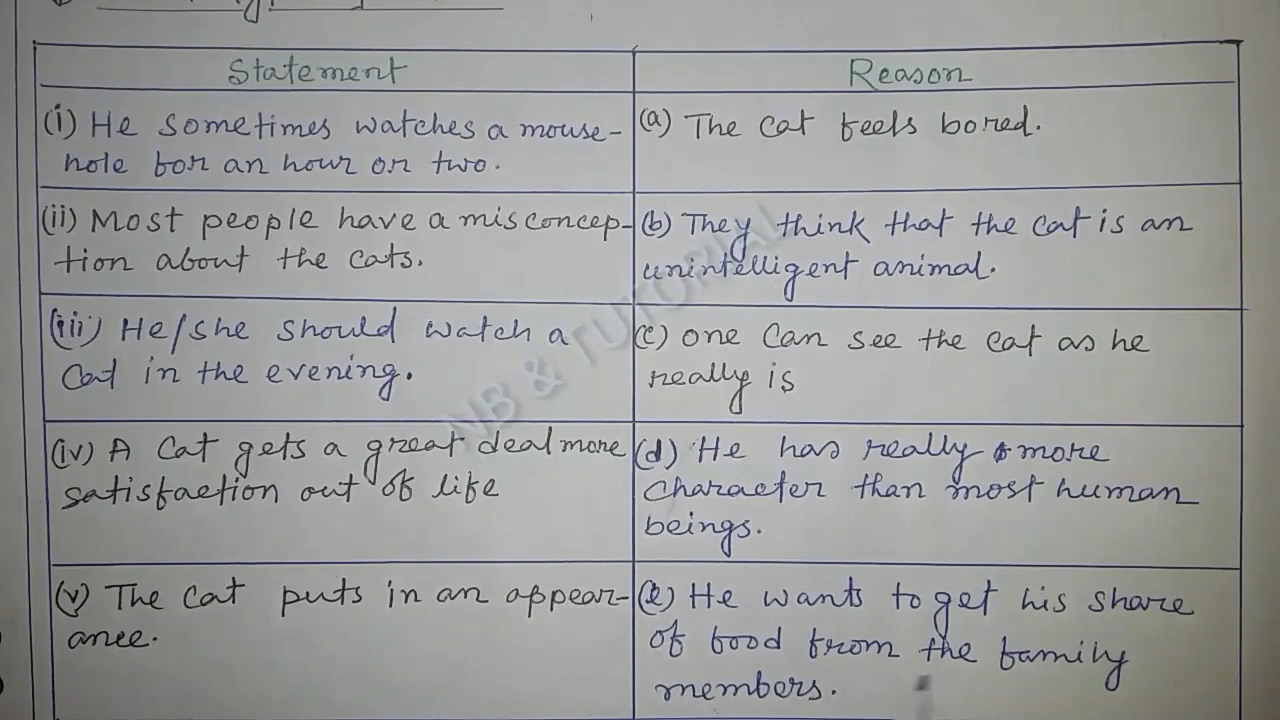 Statement
Reason
(i) He sometimes watches a mouse-
hole for an hour or two.
(a) The cat feels bored.
(ii) Most people have a misconcep-
tion about the cats.
(b) They think that the cat is an
unintelligent animal.
(iii) He/she should watch a
cat in the evening.
(c) one can see the cat as he
really is
(iv) A cat gets a great deal more
satisfaction out of life
(d) He has really more
character than most human
beings.
(v) The cat puts in an appear-
ance.
(e) He wants to get his share
of food from the family
members.
NB & TUTORIAL